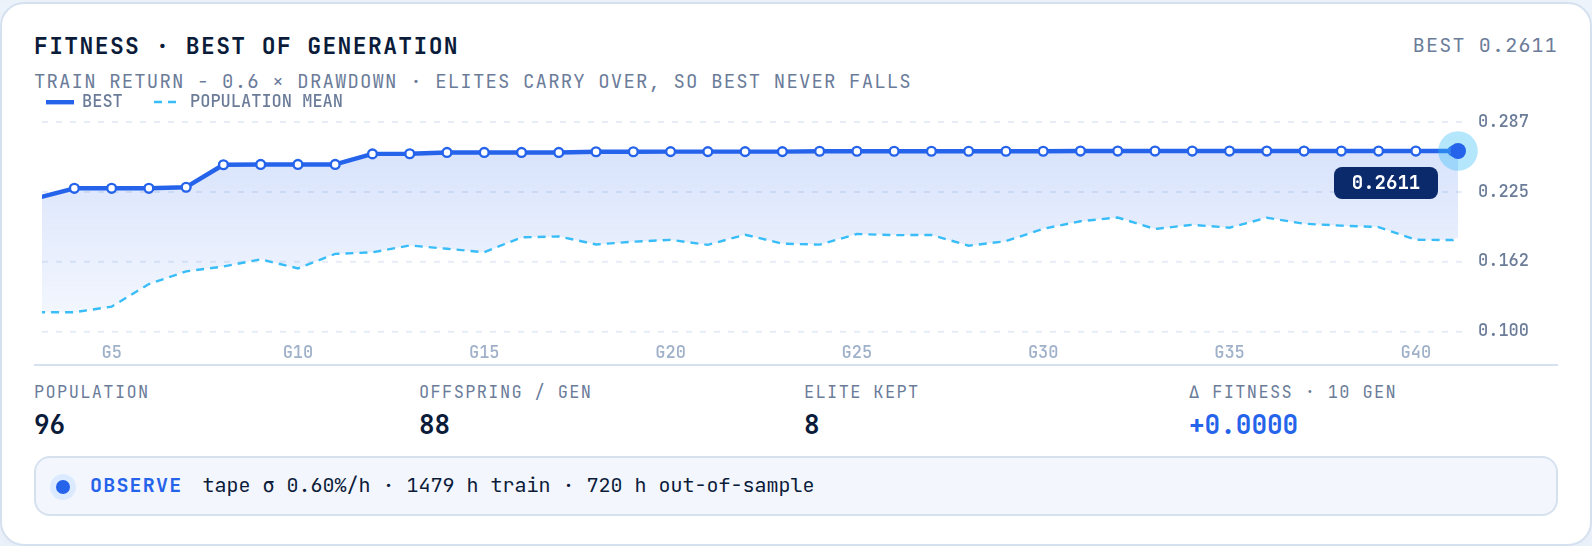 FITNESS · BEST OF GENERATION
BEST 0.2611
TRAIN RETURN − 0.6 × DRAWDOWN · ELITES CARRY OVER, SO BEST NEVER FALLS
BEST
POPULATION MEAN
0.287
0.225
0.162
0.100
0.2611
G5 G10 G15 G20 G25 G30 G35 G40
POPULATION
96
OFFSPRING / GEN
88
ELITE KEPT
8
Δ FITNESS · 10 GEN
+0.0000
OBSERVE tape σ 0.60%/h · 1479 h train · 720 h out-of-sample